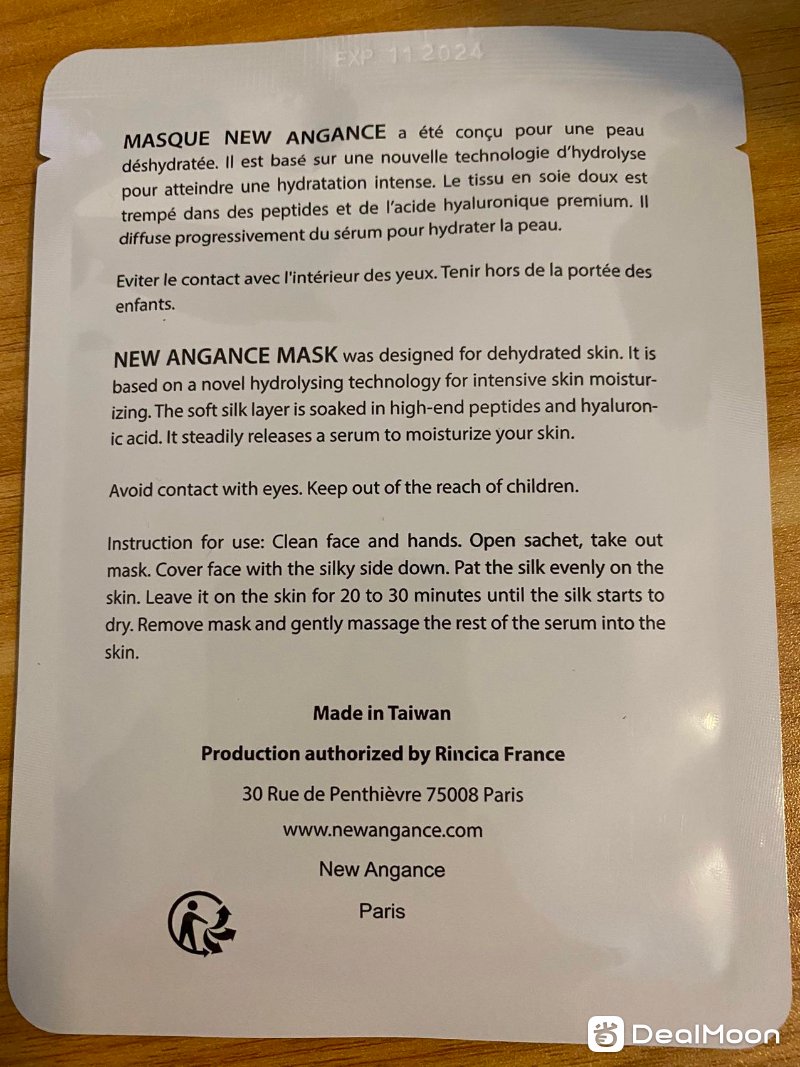 EXP 11 2024
MASQUE NEW ANGANCE a été conçu pour une peau
déshydratée. Il est basé sur une nouvelle technologie d'hydrolyse
pour atteindre une hydratation intense. Le tissu en soie doux est
trempé dans des peptides et de l'acide hyaluronique premium. Il
diffuse progressivement du sérum pour hydrater la peau.
Eviter le contact avec l'intérieur des yeux. Tenir hors de la portée des
enfants.
NEW ANGANCE MASK was designed for dehydrated skin. It is
based on a novel hydrolysing technology for intensive skin moistur-
izing. The soft silk layer is soaked in high-end peptides and hyaluron-
ic acid. It steadily releases a serum to moisturize your skin.
Avoid contact with eyes. Keep out of the reach of children.
Instruction for use: Clean face and hands. Open sachet, take out
mask. Cover face with the silky side down. Pat the silk evenly on the
skin. Leave it on the skin for 20 to 30 minutes until the silk starts to
dry. Remove mask and gently massage the rest of the serum into the
skin.
Made in Taiwan
Production authorized by Rincica France
30 Rue de Penthièvre 75008 Paris
www.newangance.com
New Angance
Paris
DealMoon